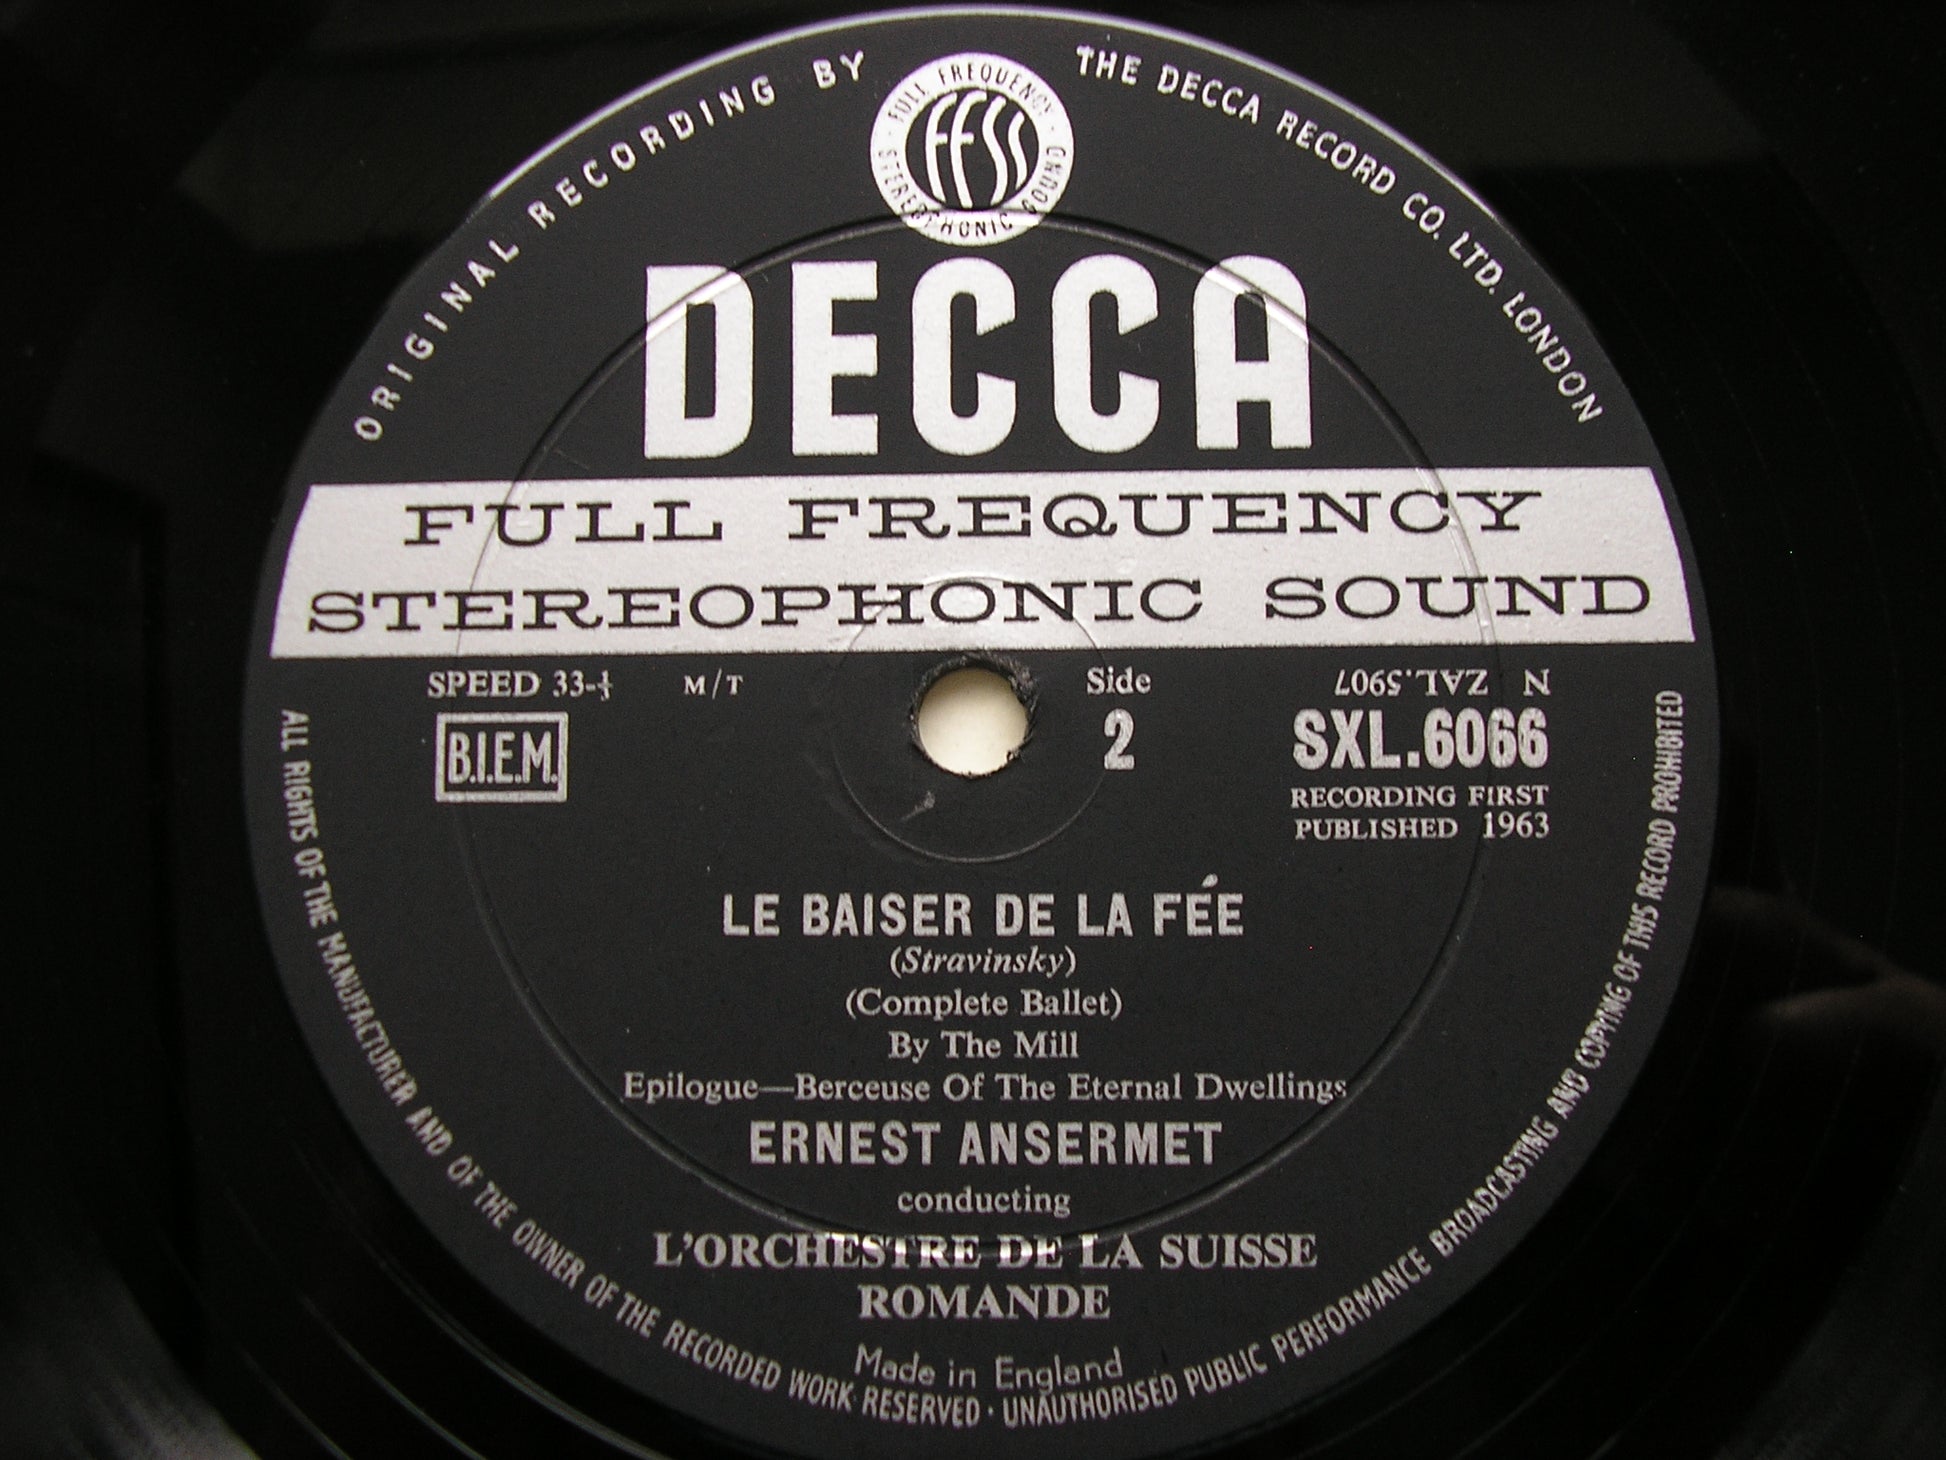 ORIGINAL RECORDING BY THE DECCA RECORD CO. LTD. LONDON
FULL FREQUENCY
FFSS
STEREOPHONIC SOUND
DECCA
FULL FREQUENCY
STEREOPHONIC SOUND
SPEED 33-⅓ M/T
B.I.E.M.
Side
2
N ZAL.5907
SXL.6066
RECORDING FIRST
PUBLISHED 1963
LE BAISER DE LA FÉE
(Stravinsky)
(Complete Ballet)
By The Mill
Epilogue—Berceuse Of The Eternal Dwellings
ERNEST ANSERMET
conducting
L'ORCHESTRE DE LA SUISSE
ROMANDE
Made in England
ALL RIGHTS OF THE MANUFACTURER AND OF THE OWNER OF THE RECORDED WORK RESERVED · UNAUTHORISED PUBLIC PERFORMANCE BROADCASTING AND COPYING OF THIS RECORD PROHIBITED